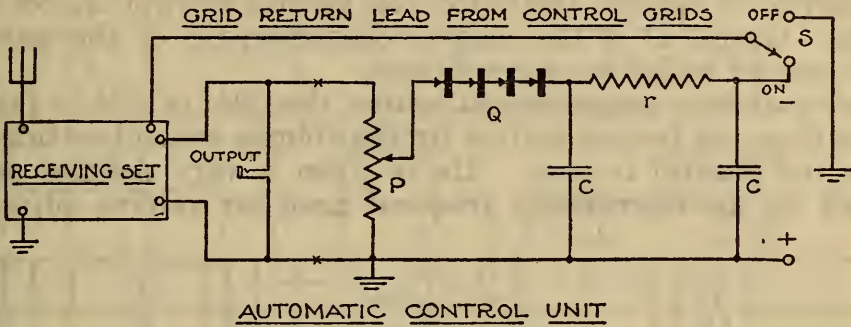 GRID RETURN LEAD FROM CONTROL GRIDS
OFF
S
ON
-
Q
r
RECEIVING SET
OUTPUT
P
C
C
+
AUTOMATIC CONTROL UNIT